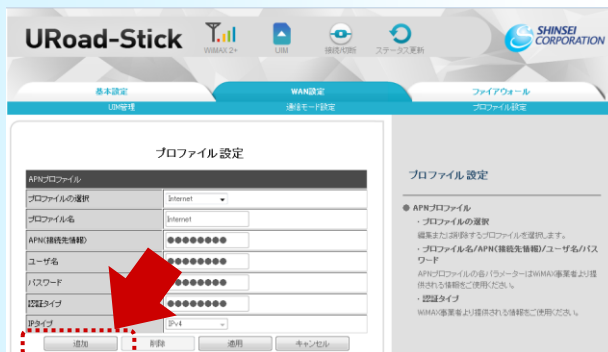 URoad-Stick
WiMAX 2+
UIM
接続/切断
ステータス更新
SHINSEI
CORPORATION
基本設定
WAN設定
ファイアウォール
UIM管理
通信モード設定
プロファイル設定
プロファイル設定
APNプロファイル
プロファイルの選択
Internet
プロファイル名
Internet
APN(接続先情報)
ユーザ名
パスワード
認証タイプ
IPタイプ
IPv4
追加
削除
適用
キャンセル
プロファイル設定
APNプロファイル
・プロファイルの選択
編集または削除するプロファイルを選択します。
・プロファイル名/APN(接続先情報)/ユーザ名/パス
ワード
APNプロファイルの各パラメーターはWiMAX事業者より提
供される情報をご使用ください。
・認証タイプ
WiMAX事業者より提供される情報をご使用ください。